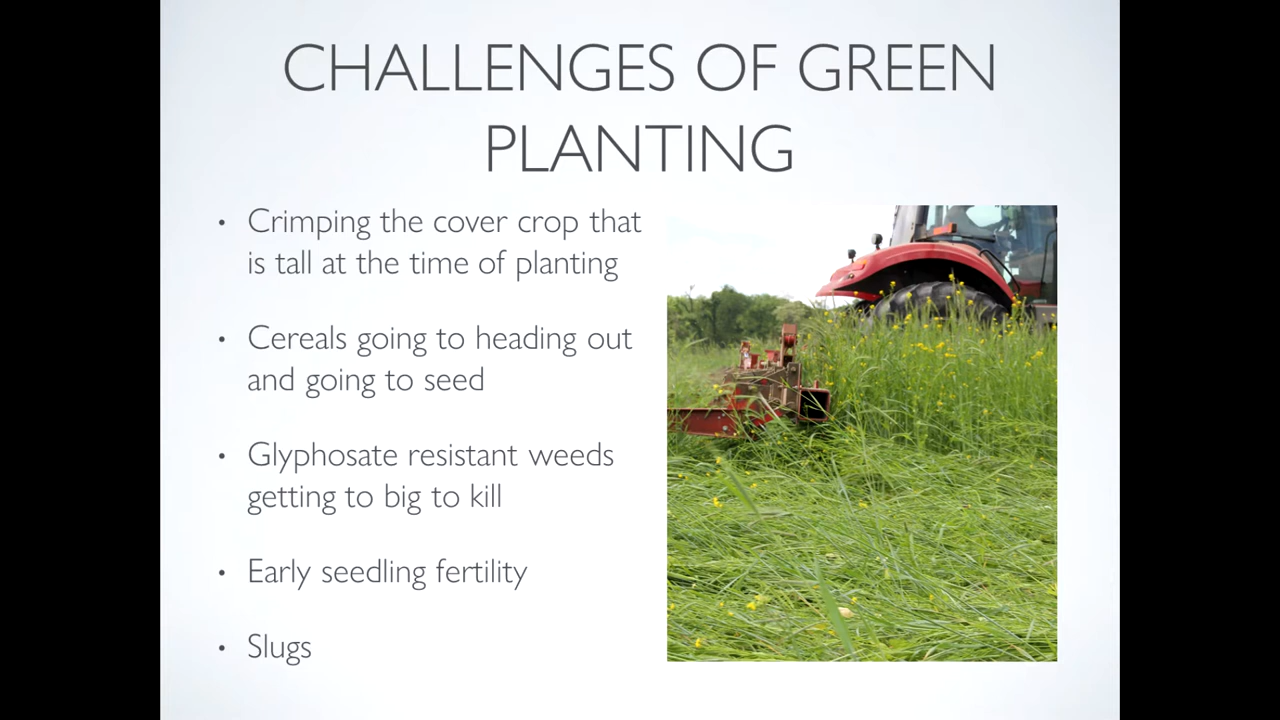 CHALLENGES OF GREEN
PLANTING
• Crimping the cover crop that
is tall at the time of planting
• Cereals going to heading out
and going to seed
• Glyphosate resistant weeds
getting to big to kill
• Early seedling fertility
• Slugs